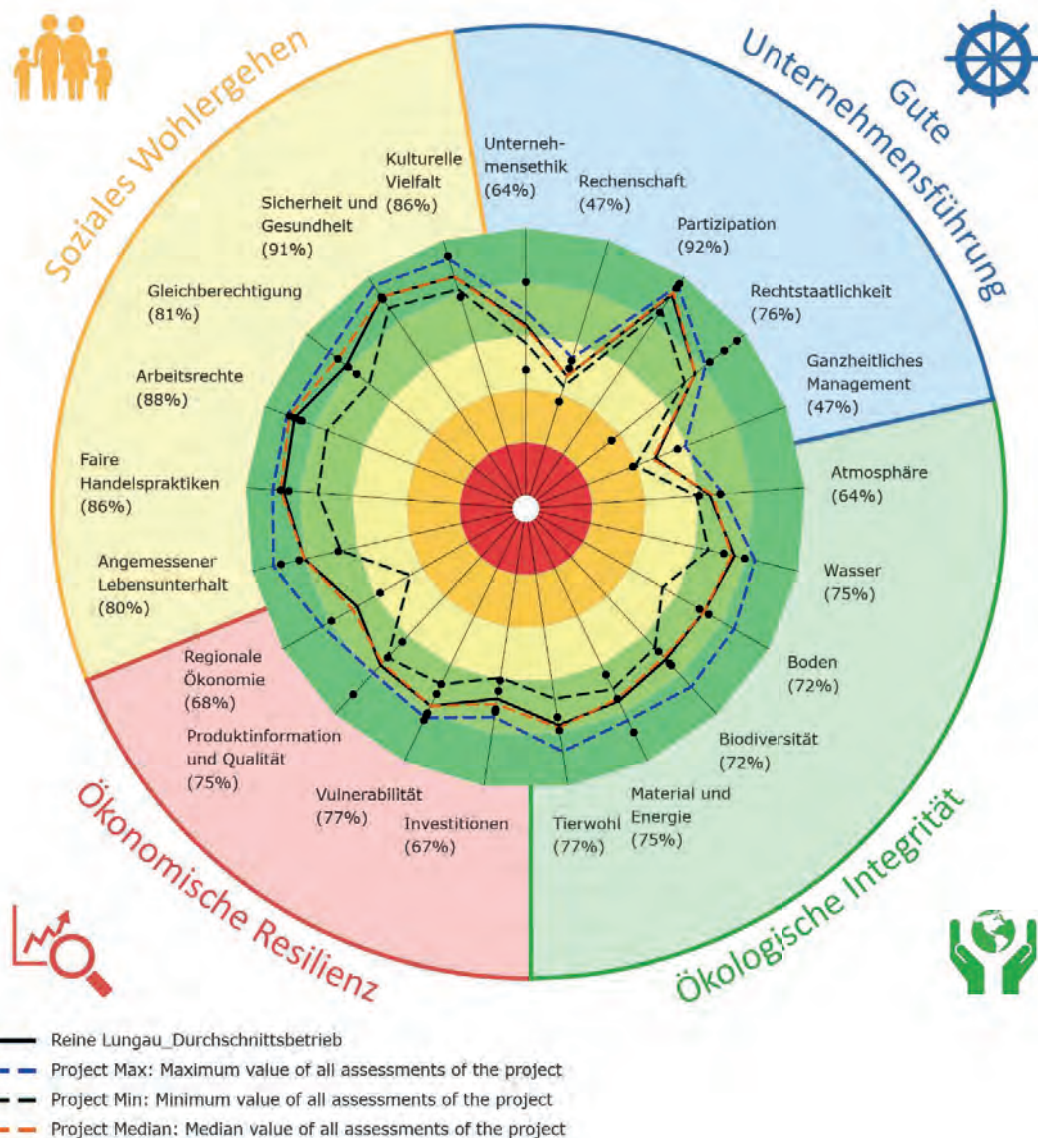 Soziales Wohlergehen
Gute
Unternehmensführung
Unterneh-
mensethik
(64%)
Rechenschaft
(47%)
Partizipation
(92%)
Rechtstaatlichkeit
(76%)
Ganzheitliches
Management
(47%)
Atmosphäre
(64%)
Wasser
(75%)
Boden
(72%)
Biodiversität
(72%)
Material und
Energie
(75%)
Tierwohl
(77%)
Investitionen
(67%)
Vulnerabilität
(77%)
Produktinformation
und Qualität
(75%)
Regionale
Ökonomie
(68%)
Angemessener
Lebensunterhalt
(80%)
Faire
Handelspraktiken
(86%)
Arbeitsrechte
(88%)
Gleichberechtigung
(81%)
Sicherheit und
Gesundheit
(91%)
Kulturelle
Vielfalt
(86%)
Ökonomische Resilienz
Ökologische Integrität
Reine Lungau_Durchschnittsbetrieb
Project Max: Maximum value of all assessments of the project
Project Min: Minimum value of all assessments of the project
Project Median: Median value of all assessments of the project